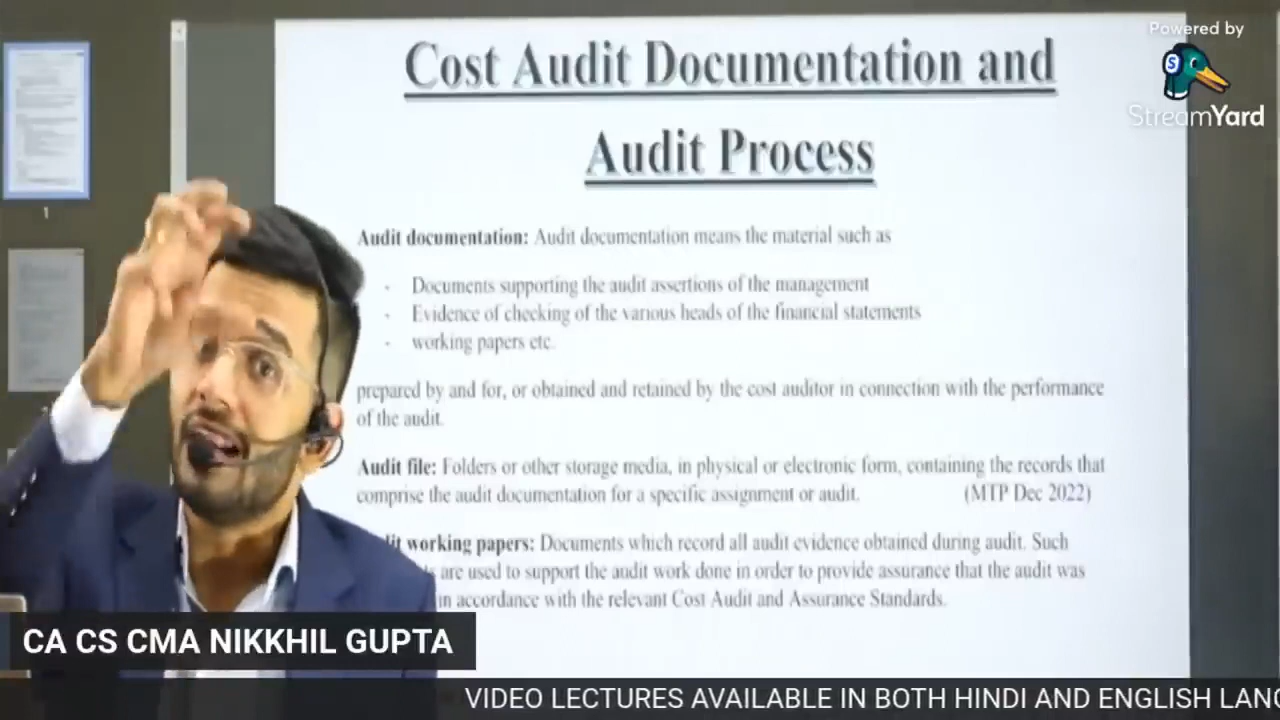 Powered by
StreamYard
Cost Audit Documentation and
Audit Process
Audit documentation: Audit documentation means the material such as
- Documents supporting the audit assertions of the management
- Evidence of checking of the various heads of the financial statements
- working papers etc.
prepared by and for, or obtained and retained by the cost auditor in connection with the performance
of the audit.
Audit file: Folders or other storage media, in physical or electronic form, containing the records that
comprise the audit documentation for a specific assignment or audit. (MTP Dec 2022)
working papers: Documents which record all audit evidence obtained during audit. Such
are used to support the audit work done in order to provide assurance that the audit was
in accordance with the relevant Cost Audit and Assurance Standards.
1
CA CS CMA NIKKHIL GUPTA
VIDEO LECTURES AVAILABLE IN BOTH HINDI AND ENGLISH